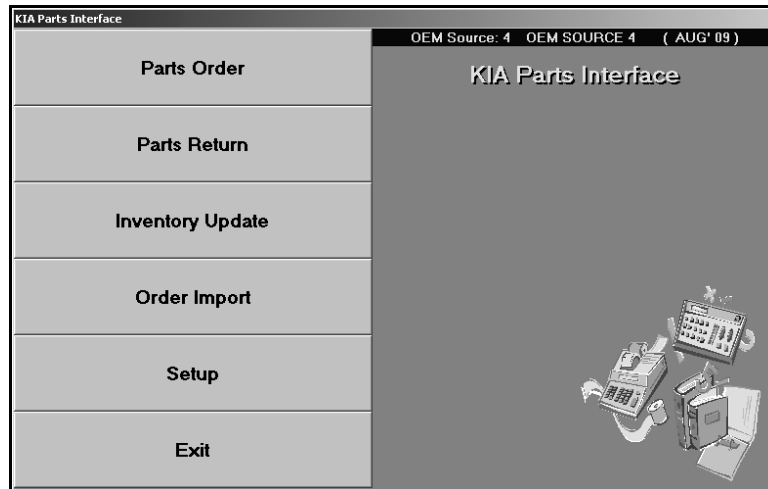 KIA Parts Interface
OEM Source: 4 OEM SOURCE 4 ( AUG' 09 )
KIA Parts Interface
Parts Order
Parts Return
Inventory Update
Order Import
Setup
Exit